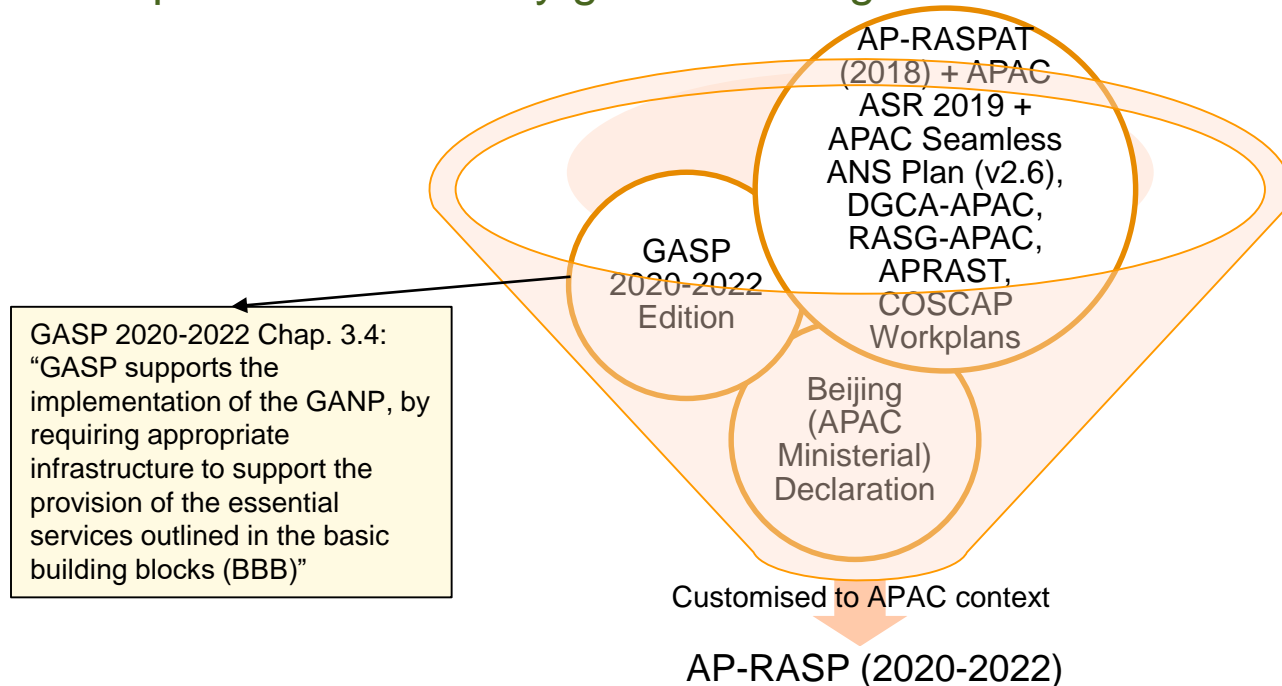 AP-RASPAT
(2018) + APAC
ASR 2019 +
APAC Seamless
ANS Plan (v2.6),
DGCA-APAC,
RASG-APAC,
APRAST,
COSCAP
Workplans
GASP
2020-2022
Edition
Beijing
(APAC
Ministerial)
Declaration
GASP 2020-2022 Chap. 3.4:
“GASP supports the
implementation of the GANP, by
requiring appropriate
infrastructure to support the
provision of the essential
services outlined in the basic
building blocks (BBB)”
Customised to APAC context
AP-RASP (2020-2022)